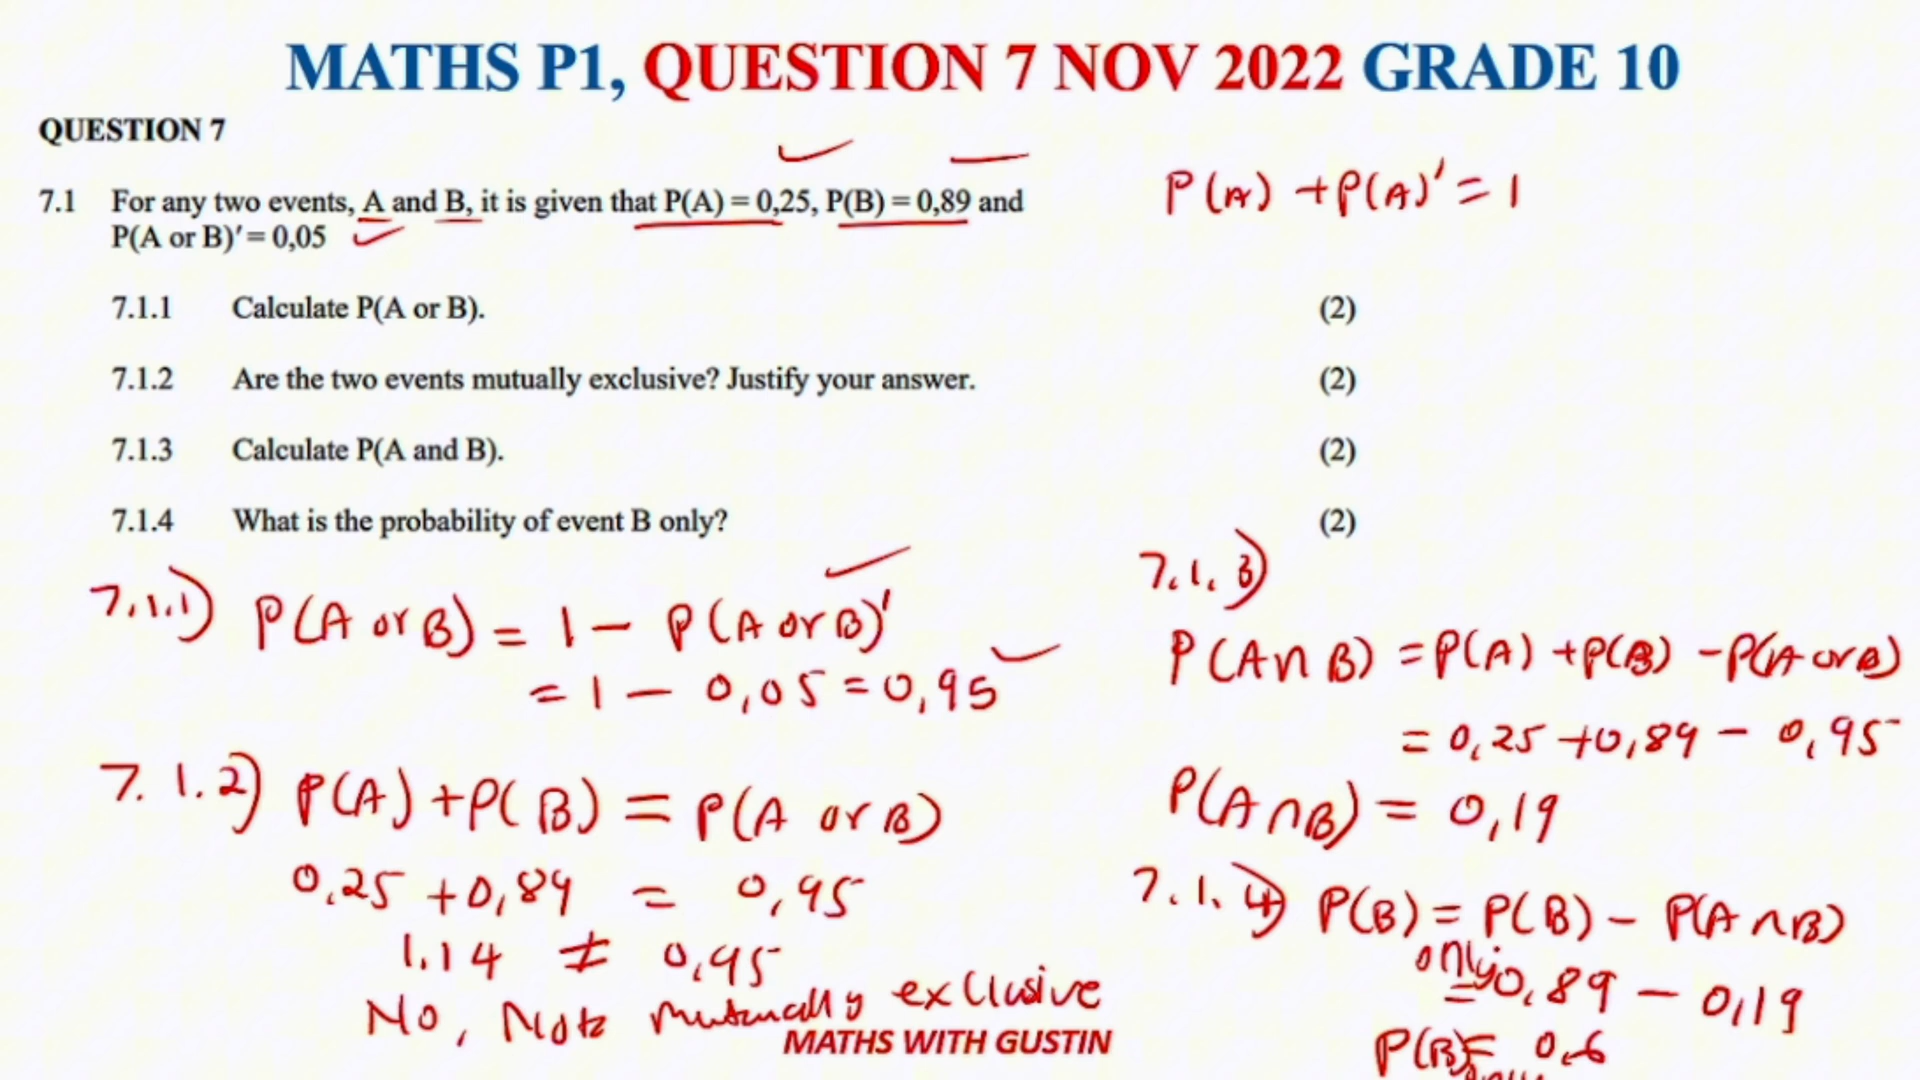 MATHS P1, QUESTION 7 NOV 2022 GRADE 10
QUESTION 7
7.1 For any two events, A and B, it is given that P(A) = 0,25, P(B) = 0,89 and
P(A or B)′ = 0,05
P(A) + P(A)′ = 1
7.1.1 Calculate P(A or B). (2)
7.1.2 Are the two events mutually exclusive? Justify your answer. (2)
7.1.3 Calculate P(A and B). (2)
7.1.4 What is the probability of event B only? (2)
7.1.1) P(A or B) = 1 − P(A or B)′
= 1 − 0,05 = 0,95
7.1.2) P(A) + P(B) = P(A or B)
0,25 + 0,89 = 0,95
1.14 ≠ 0,95
No, Not mutually exclusive
7.1.3)
P(A∩B) = P(A) + P(B) − P(A or B)
= 0,25 + 0,89 − 0,95
P(A∩B) = 0,19
7.1.4) P(B) = P(B) − P(A∩B)
only
= 0,89 − 0,19
P(B) = 0.6
MATHS WITH GUSTIN